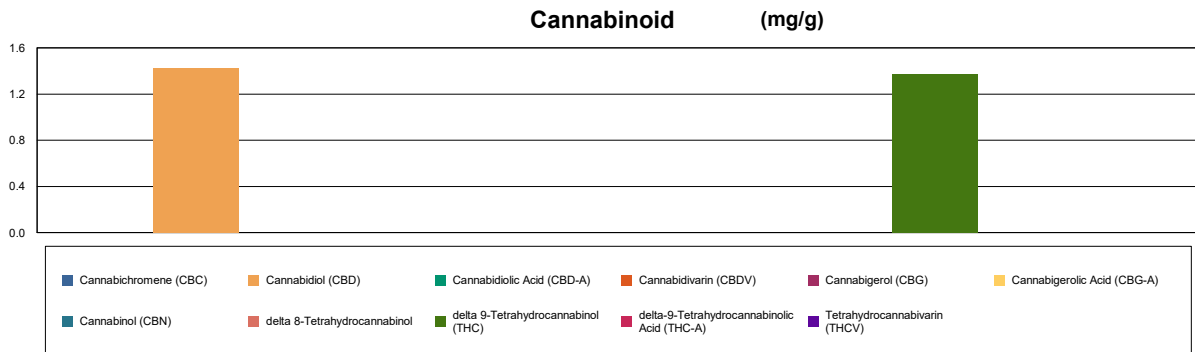 Cannabinoid (mg/g)
1.6
1.2
0.8
0.4
0.0
Cannabichromene (CBC)
Cannabidiol (CBD)
Cannabidiolic Acid (CBD-A)
Cannabidivarin (CBDV)
Cannabigerol (CBG)
Cannabigerolic Acid (CBG-A)
Cannabinol (CBN)
delta 8-Tetrahydrocannabinol
delta 9-Tetrahydrocannabinol
(THC)
delta-9-Tetrahydrocannabinolic
Acid (THC-A)
Tetrahydrocannabivarin
(THCV)